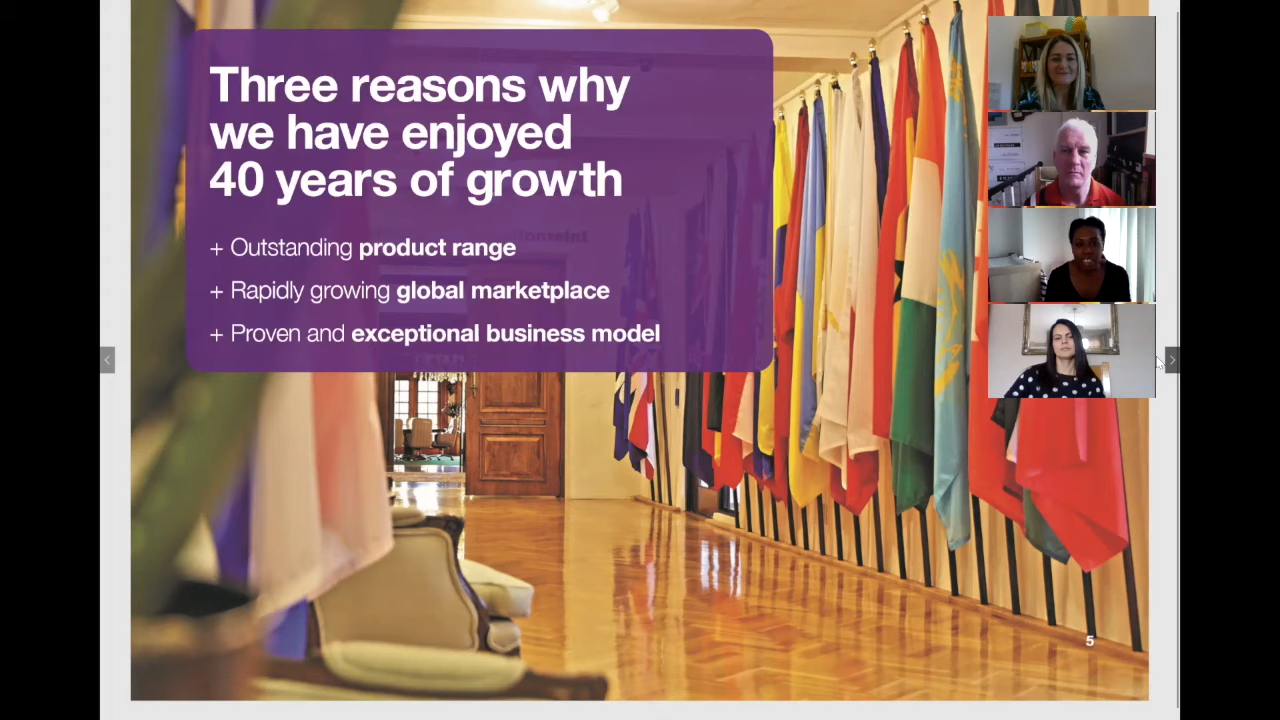 Three reasons why
we have enjoyed
40 years of growth
+ Outstanding product range
+ Rapidly growing global marketplace
+ Proven and exceptional business model
5